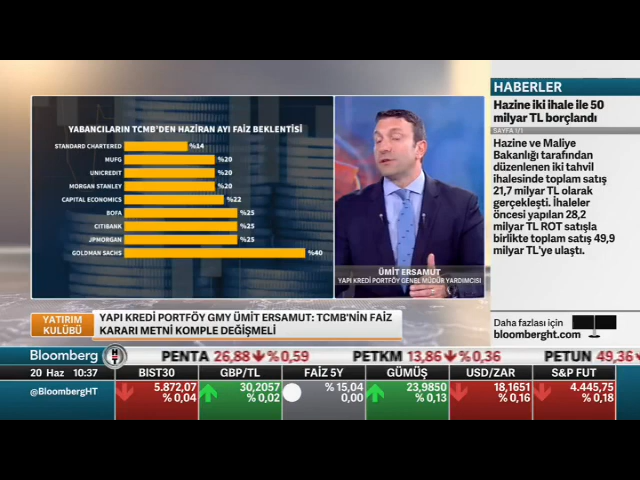 YABANCILARIN TCMB'DEN HAZİRAN AYI FAİZ BEKLENTİSİ
STANDARD CHARTERED %14
MUFG %20
UNICREDIT %20
MORGAN STANLEY %20
CAPITAL ECONOMICS %22
BOFA %25
CITIBANK %25
JPMORGAN %25
GOLDMAN SACHS %40
ÜMİT ERSAMUT
YAPI KREDİ PORTFÖY GENEL MÜDÜR YARDIMCISI
HABERLER
Hazine iki ihale ile 50
milyar TL borçlandı
SAYFA 1/1
Hazine ve Maliye
Bakanlığı tarafından
düzenlenen iki tahvil
ihalesinde toplam satış
21,7 milyar TL olarak
gerçekleşti. İhaleler
öncesi yapılan 28,2
milyar TL ROT satışla
birlikte toplam satış 49,9
milyar TL'ye ulaştı.
Daha fazlası için
bloomberght.com
YATIRIM
KULÜBÜ
YAPI KREDİ PORTFÖY GMY ÜMİT ERSAMUT: TCMB'NİN FAİZ
KARARI METNİ KOMPLE DEĞİŞMELİ
Bloomberg HT
PENTA 26,88 %0,59 PETKM 13,86 %0,36 PETUN 49,36
20 Haz 10:37
@BloombergHT
BIST30
5.872,07
% 0,04
GBP/TL
30,2057
% 0,02
FAİZ 5Y
% 15,04
0,00
GÜMÜŞ
23,9850
% 0,13
USD/ZAR
18,1651
% 0,16
S&P FUT
4.445,75
% 0,18